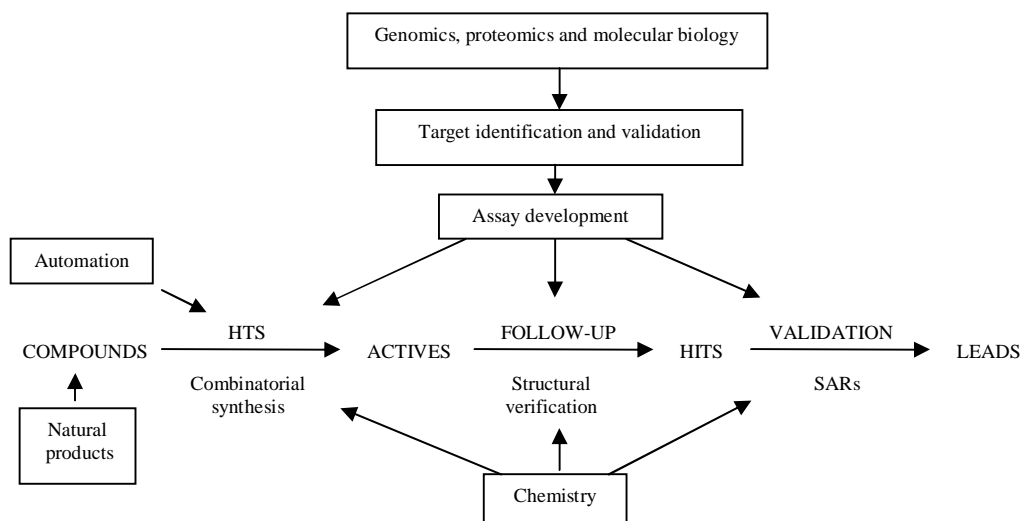 Genomics, proteomics and molecular biology
Target identification and validation
Assay development
Automation
HTS
FOLLOW-UP
VALIDATION
COMPOUNDS
ACTIVES
HITS
LEADS
Combinatorial
synthesis
Structural
verification
SARs
Natural
products
Chemistry